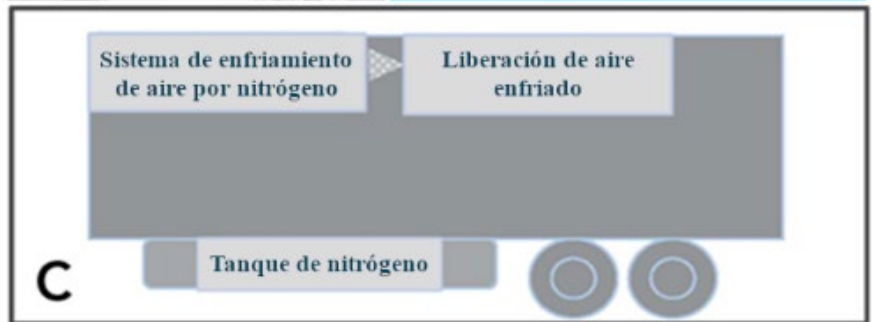 Sistema de enfriamiento
de aire por nitrógeno
Liberación de aire
enfriado
Tanque de nitrógeno
C